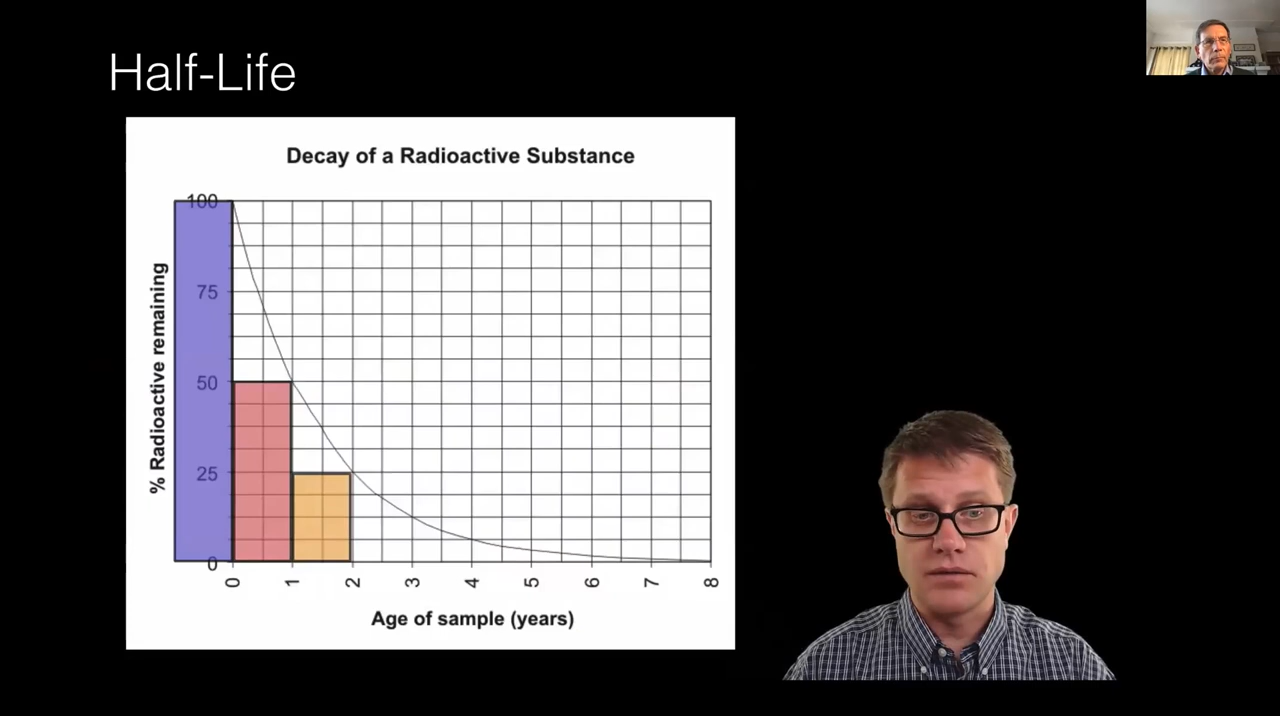 Half-Life
Decay of a Radioactive Substance
% Radioactive remaining
100
75
50
25
0
0 1 2 3 4 5 6 7 8
Age of sample (years)